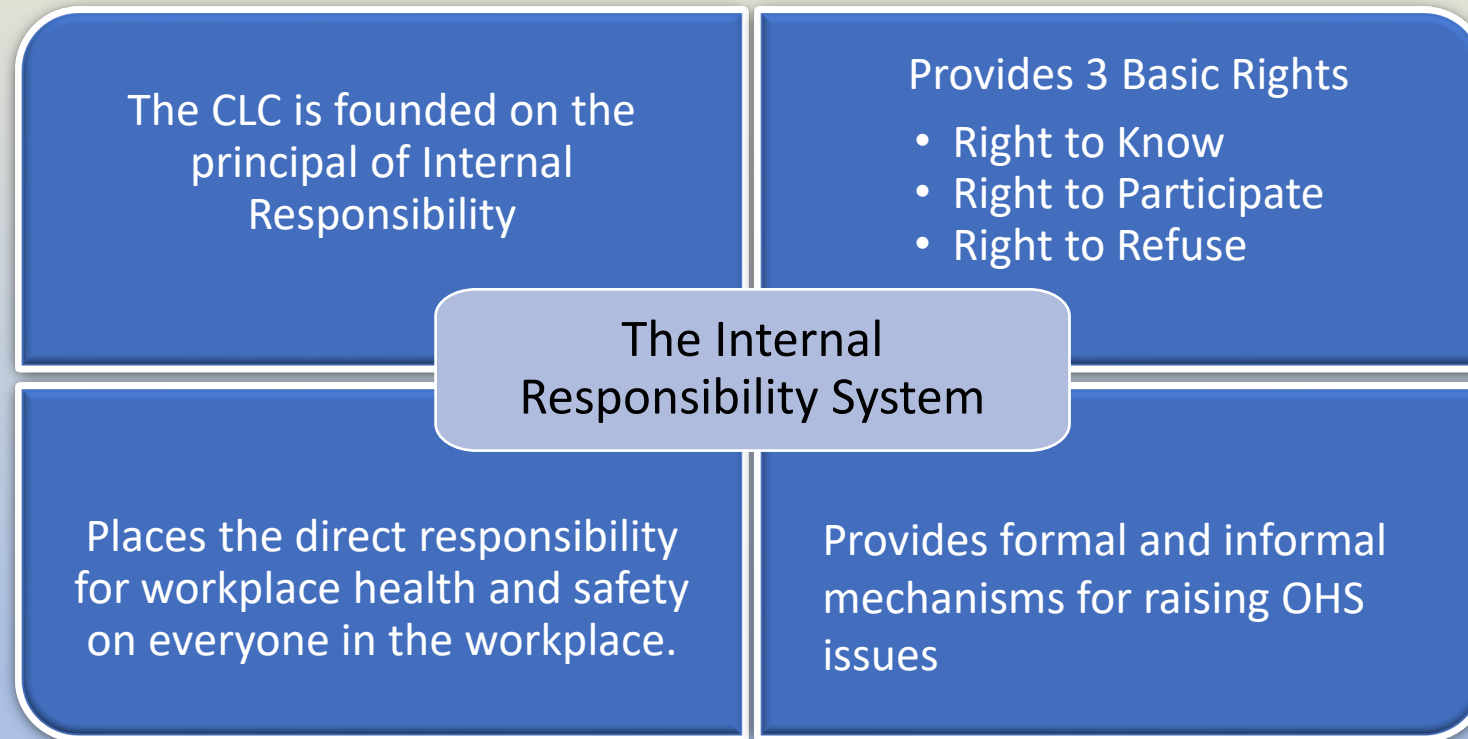 The CLC is founded on the
principal of Internal
Responsibility
Provides 3 Basic Rights
• Right to Know
• Right to Participate
• Right to Refuse
The Internal
Responsibility System
Places the direct responsibility
for workplace health and safety
on everyone in the workplace.
Provides formal and informal
mechanisms for raising OHS
issues